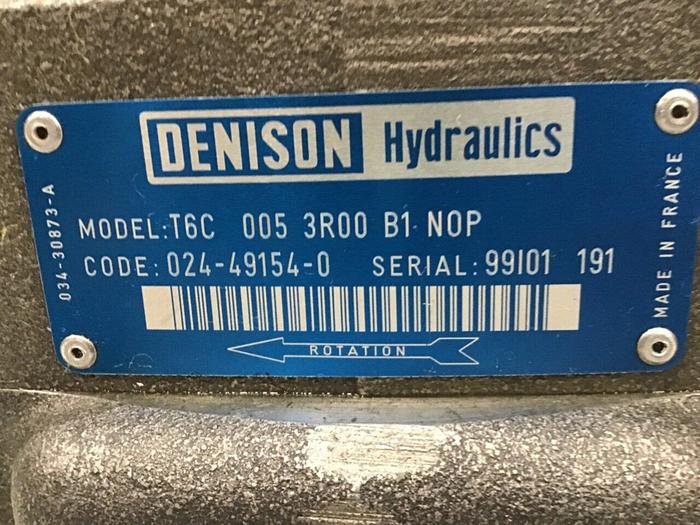 DENISON Hydraulics
MODEL: T6C 005 3R00 B1 NOP
CODE: 024-49154-0 SERIAL: 99I01 191
ROTATION
034-30873-A
MADE IN FRANCE